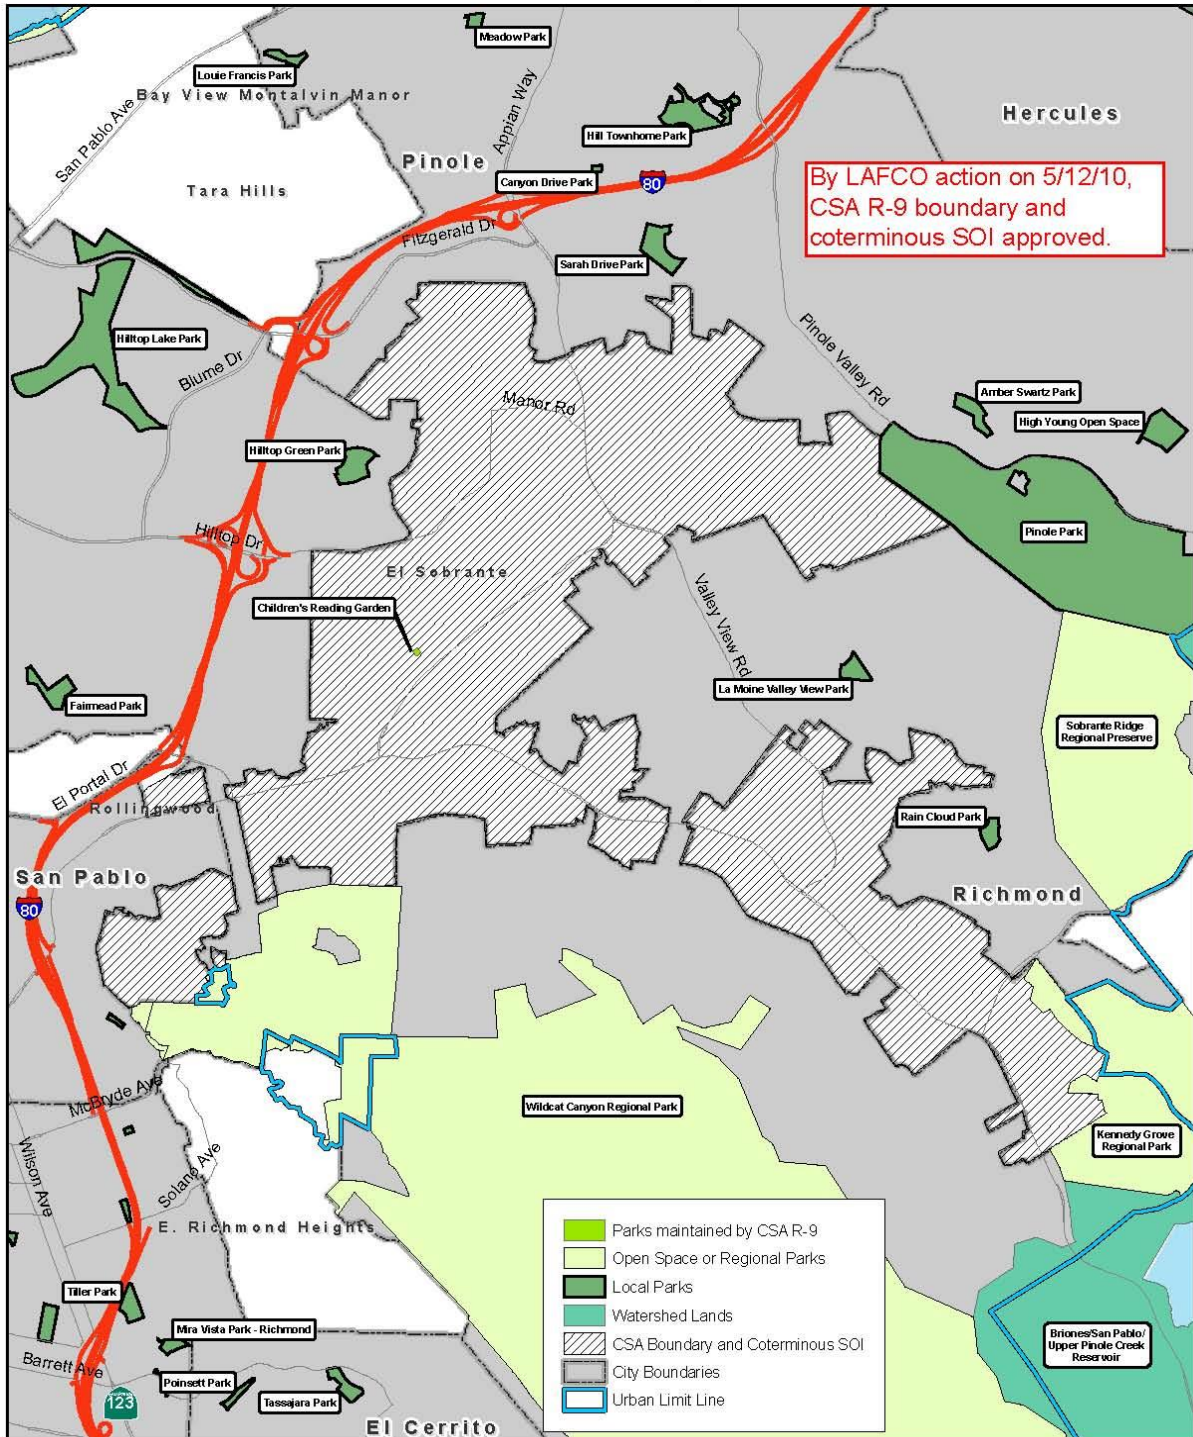 Meadow Park
Louie Francis Park
Bay View Montalvin Manor
San Pablo Ave
Appian Way
Hill Townhome Park
Hercules
Pinole
Tara Hills
Canyon Drive Park
80
By LAFCO action on 5/12/10,
CSA R-9 boundary and
coterminous SOI approved.
Fitzgerald Dr
Sarah Drive Park
Hilltop Lake Park
Blume Dr
Pinole Valley Rd
Manor Rd
Amber Swartz Park
High Young Open Space
Hilltop Green Park
Hilltop Dr
Pinole Park
El Sobrante
Children's Reading Garden
Valley View Rd
La Moine Valley View Park
Fairmead Park
Sobrante Ridge
Regional Preserve
El Portal Dr
Rollingwood
Rain Cloud Park
San Pablo
80
Richmond
McBryde Ave
Wildcat Canyon Regional Park
Kennedy Grove
Regional Park
Wilson Ave
Solano Ave
E. Richmond Heights
Parks maintained by CSA R-9
Open Space or Regional Parks
Local Parks
Watershed Lands
CSA Boundary and Coterminous SOI
City Boundaries
Urban Limit Line
Tiller Park
Mira Vista Park - Richmond
Briones/San Pablo/
Upper Pinole Creek
Reservoir
Barrett Ave
Poinsett Park
Tassajara Park
123
El Cerrito